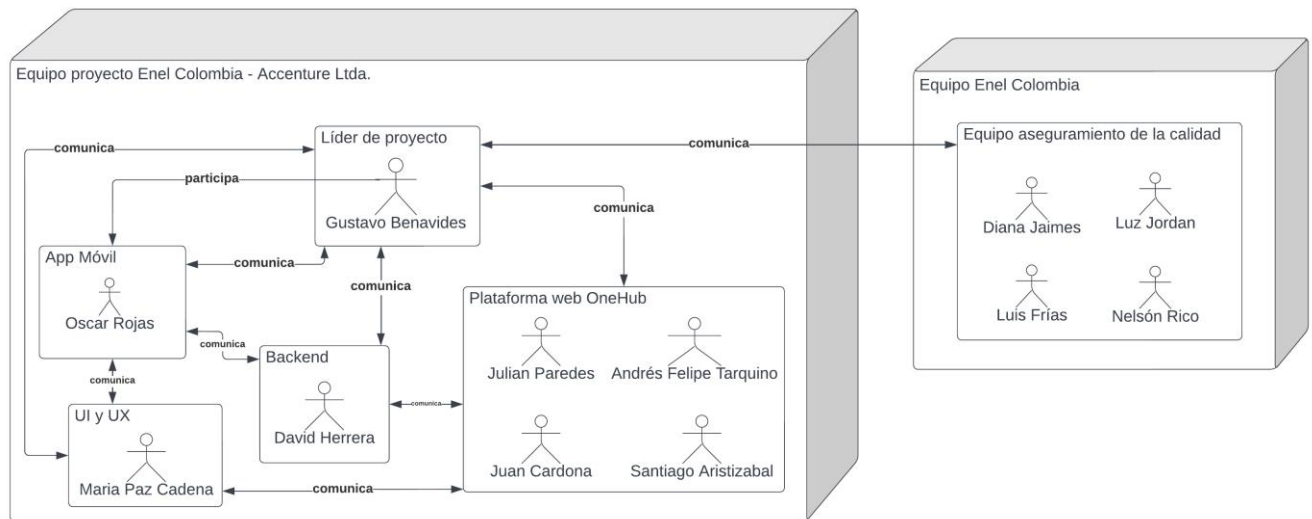 Equipo proyecto Enel Colombia - Accenture Ltda.
Líder de proyecto
Gustavo Benavides
comunica
participa
comunica
comunica
comunica
comunica
App Móvil
Oscar Rojas
comunica
comunica
Backend
David Herrera
comunica
UI y UX
Maria Paz Cadena
comunica
Plataforma web OneHub
Julian Paredes
Andrés Felipe Tarquino
Juan Cardona
Santiago Aristizabal
Equipo Enel Colombia
Equipo aseguramiento de la calidad
Diana Jaimes
Luz Jordan
Luis Frías
Nelsón Rico